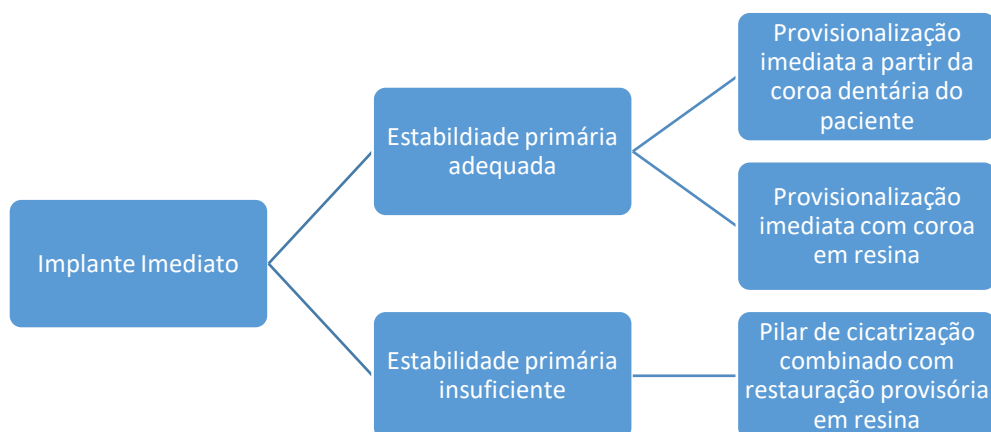 Implante Imediato
Estabildiade primária
adequada
Provisionalização
imediata a partir da
coroa dentária do
paciente
Provisionalização
imediata com coroa
em resina
Estabilidade primária
insuficiente
Pilar de cicatrização
combinado com
restauração provisória
em resina